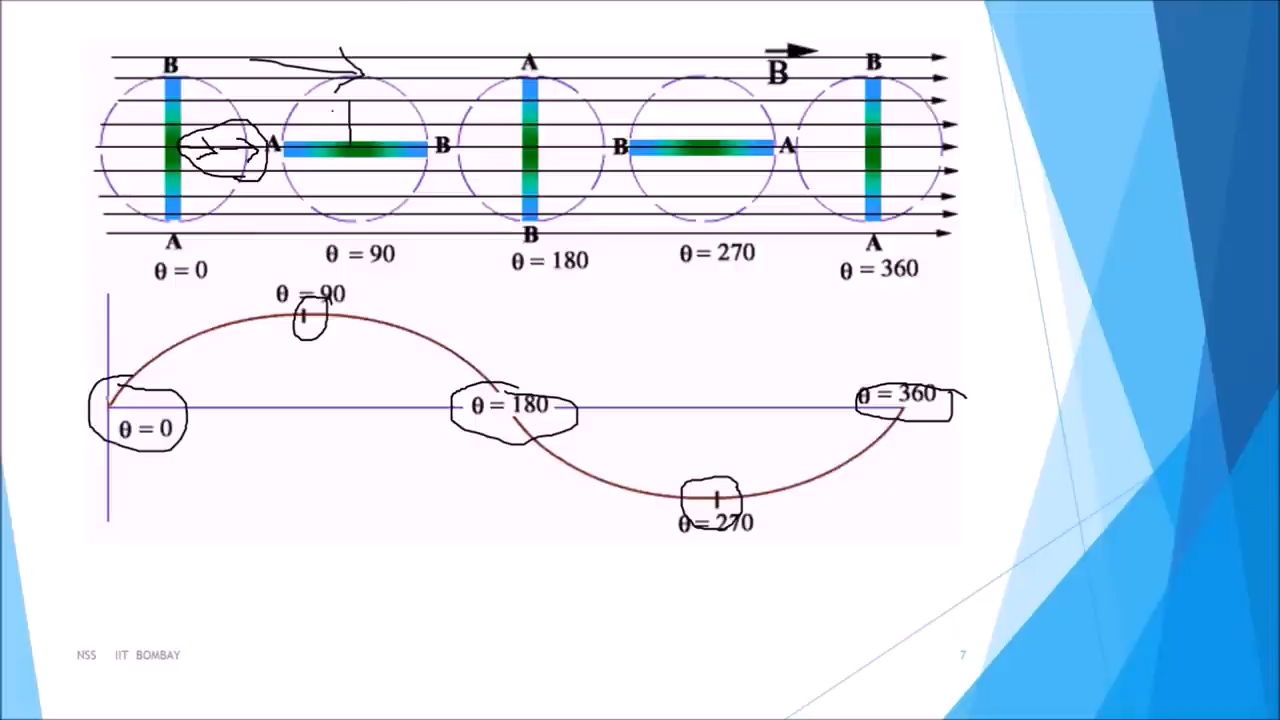 B A B B
A B B A
A B A
θ = 0 θ = 90 θ = 180 θ = 270 θ = 360
θ = 90
θ = 360
θ = 180
θ = 0
θ = 270
NSS IIT BOMBAY 7